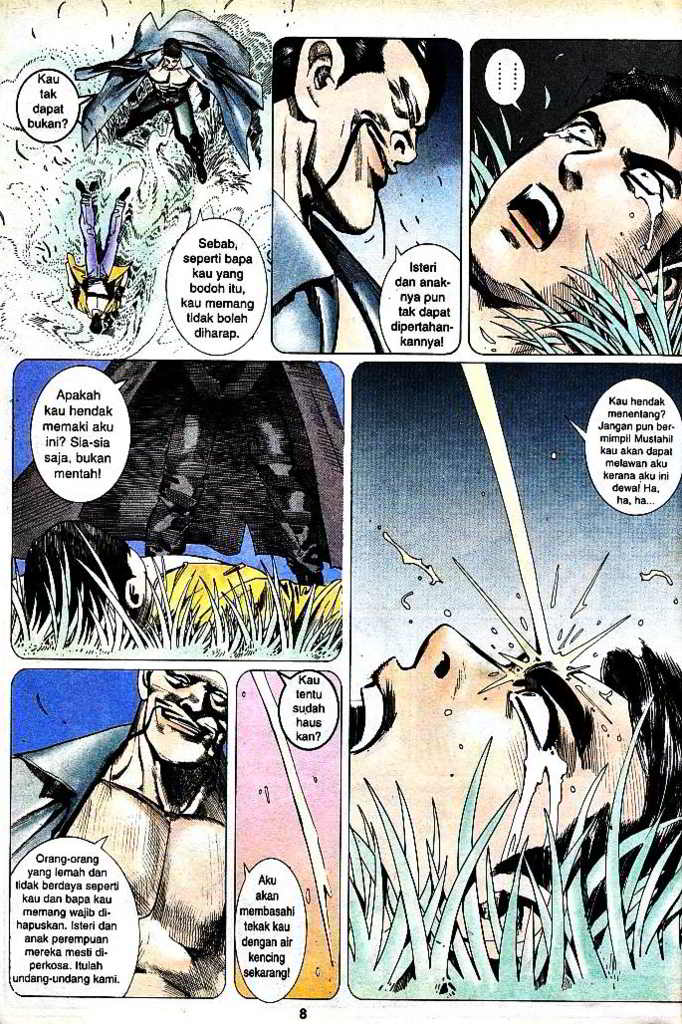 Kau
tak
dapat
bukan?
Sebab,
seperti bapa
kau yang
bodoh itu,
kau memang
tidak boleh
diharap.
Isteri
dan anak-
nya pun
tak dapat
dipertahan-
kannya!
Apakah
kau hendak
memaki aku
ini? Sia-sia
saja, bukan
mentah!
Kau hendak
menentang?
Jangan pun ber-
mimpi! Mustahil
kau akan dapat
melawan aku
kerana aku ini
dewa! Ha,
ha, ha...
Orang-orang
yang lemah dan
tidak berdaya seperti
kau dan bapa kau
memang wajib di-
hapuskan. Isteri dan
anak perempuan
mereka mesti di-
perkosa. Itulah
undang-undang kami.
Kau
tentu
sudah
haus
kan?
Aku
akan
membasahi
tekak kau
dengan air
kencing
sekarang!
8